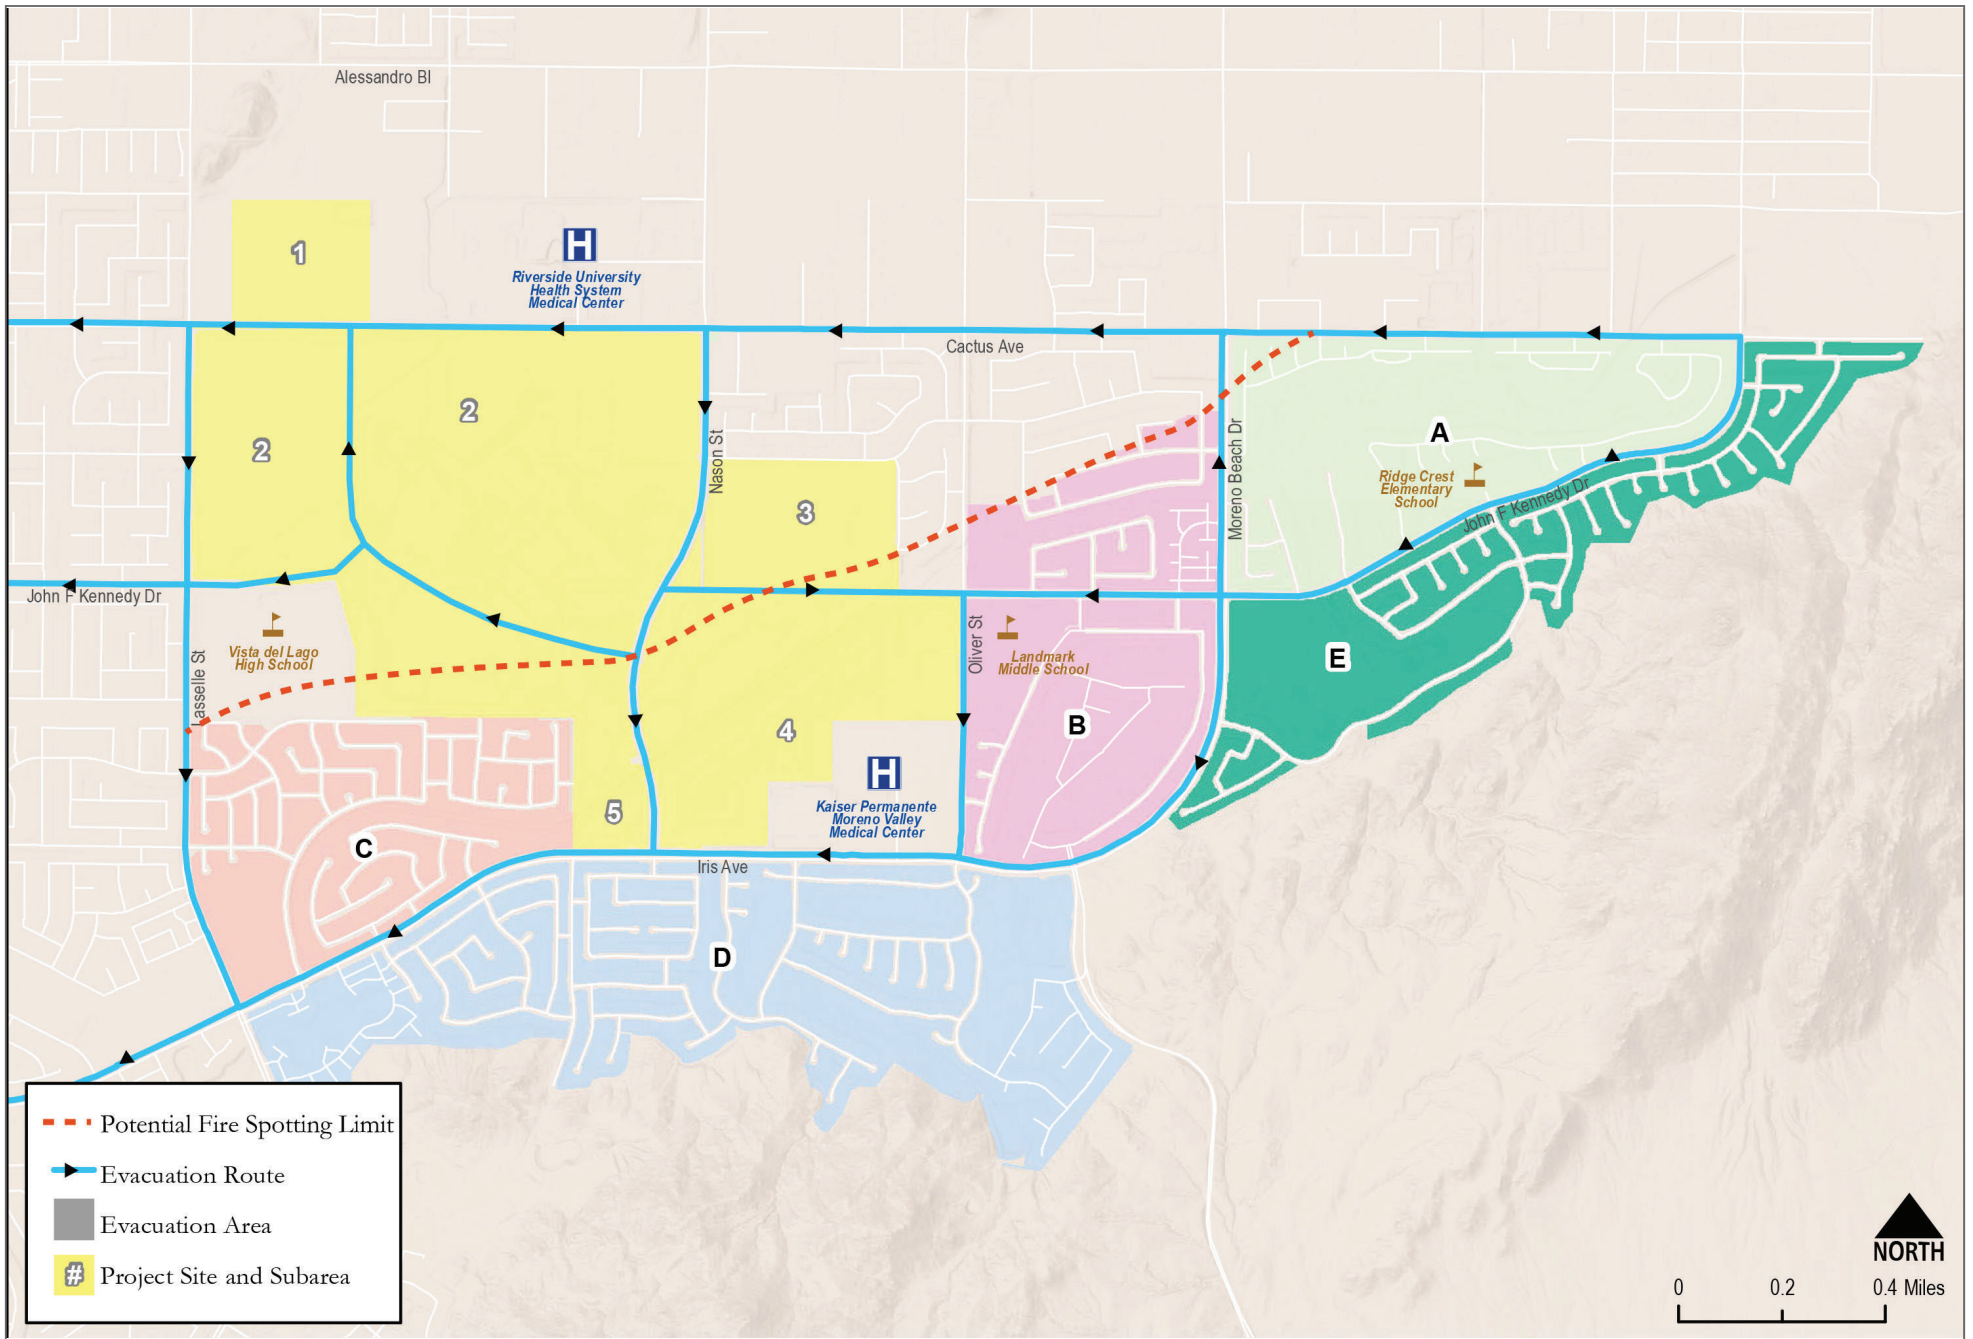 Alessandro Bl
1
H
Riverside University
Health System
Medical Center
Cactus Ave
2
2
Nason St
3
Moreno Beach Dr
A
Ridge Crest
Elementary
School
John F Kennedy Dr
John F Kennedy Dr
Vista del Lago
High School
Lasselle St
Oliver St
Landmark
Middle School
E
B
4
H
Kaiser Permanente
Moreno Valley
Medical Center
5
C
Iris Ave
D
Potential Fire Spotting Limit
Evacuation Route
Evacuation Area
# Project Site and Subarea
NORTH
0 0.2 0.4 Miles